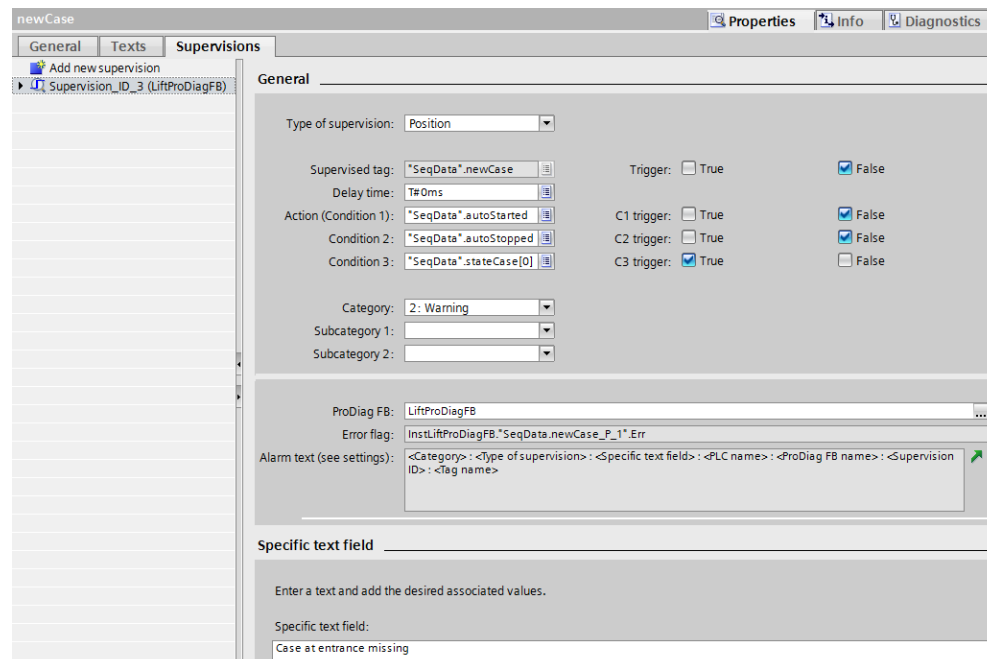 newCase
Properties Info Diagnostics
General Texts Supervisions
Add new supervision
Supervision_ID_3 (LiftProDiagFB)
General
Type of supervision: Position
Supervised tag: "SeqData".newCase Trigger: True False
Delay time: T#0ms
Action (Condition 1): "SeqData".autoStarted C1 trigger: True False
Condition 2: "SeqData".autoStopped C2 trigger: True False
Condition 3: "SeqData".stateCase[0] C3 trigger: True False
Category: 2: Warning
Subcategory 1:
Subcategory 2:
ProDiag FB: LiftProDiagFB ...
Error flag: InstLiftProDiagFB."SeqData.newCase_P_1".Err
Alarm text (see settings): <Category> : <Type of supervision> : <Specific text field> : <PLC name> : <ProDiag FB name> : <Supervision
ID> : <Tag name>
Specific text field
Enter a text and add the desired associated values.
Specific text field:
Case at entrance missing